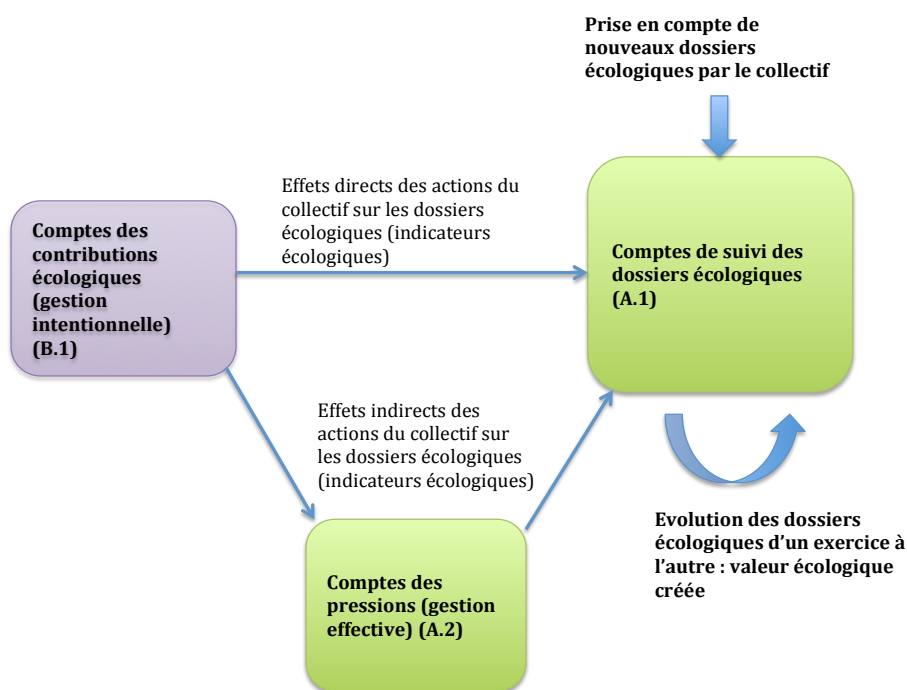 Prise en compte de
nouveaux dossiers
écologiques par le collectif
Effets directs des actions du
collectif sur les dossiers
écologiques (indicateurs
écologiques)
Comptes des
contributions
écologiques
(gestion
intentionnelle)
(B.1)
Comptes de suivi des
dossiers écologiques
(A.1)
Effets indirects des
actions du collectif sur
les dossiers écologiques
(indicateurs écologiques)
Evolution des dossiers
écologiques d’un exercice à
l’autre : valeur écologique
créée
Comptes des
pressions (gestion
effective) (A.2)